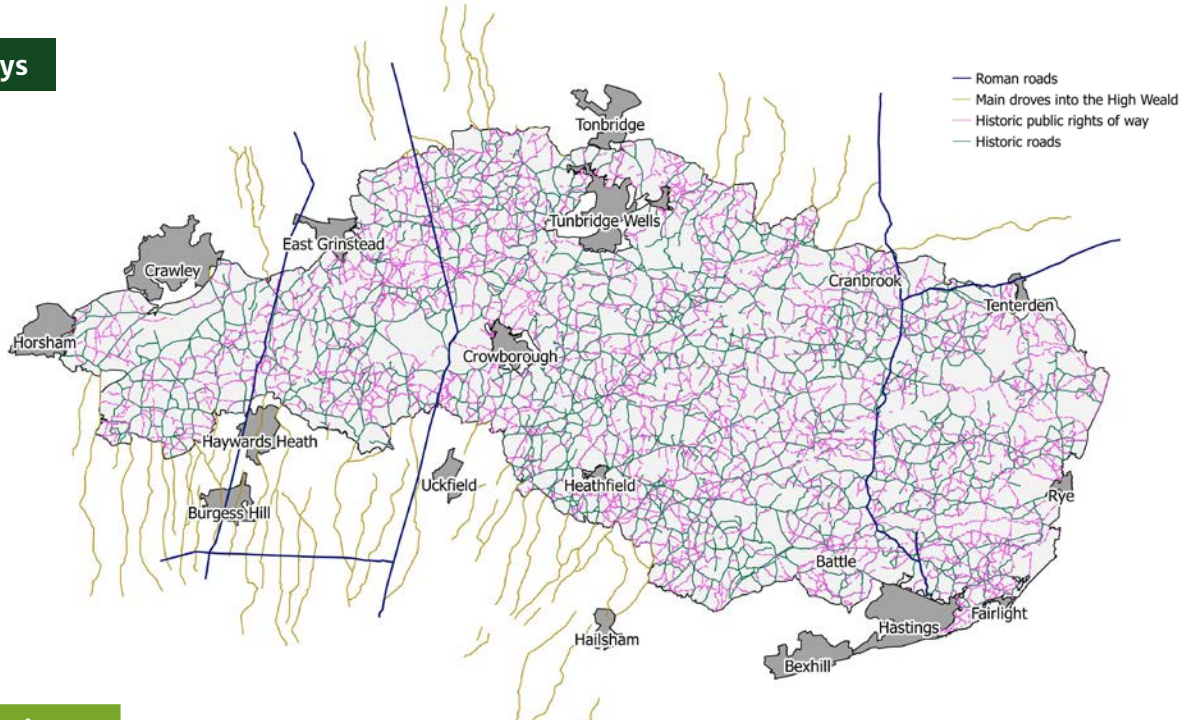 ys
Roman roads
Main droves into the High Weald
Historic public rights of way
Historic roads
Tonbridge
Tunbridge Wells
East Grinstead
Crawley
Cranbrook
Tenterden
Horsham
Crowborough
Haywards Heath
Uckfield
Heathfield
Rye
Burgess Hill
Battle
Fairlight
Hastings
Hailsham
Bexhill